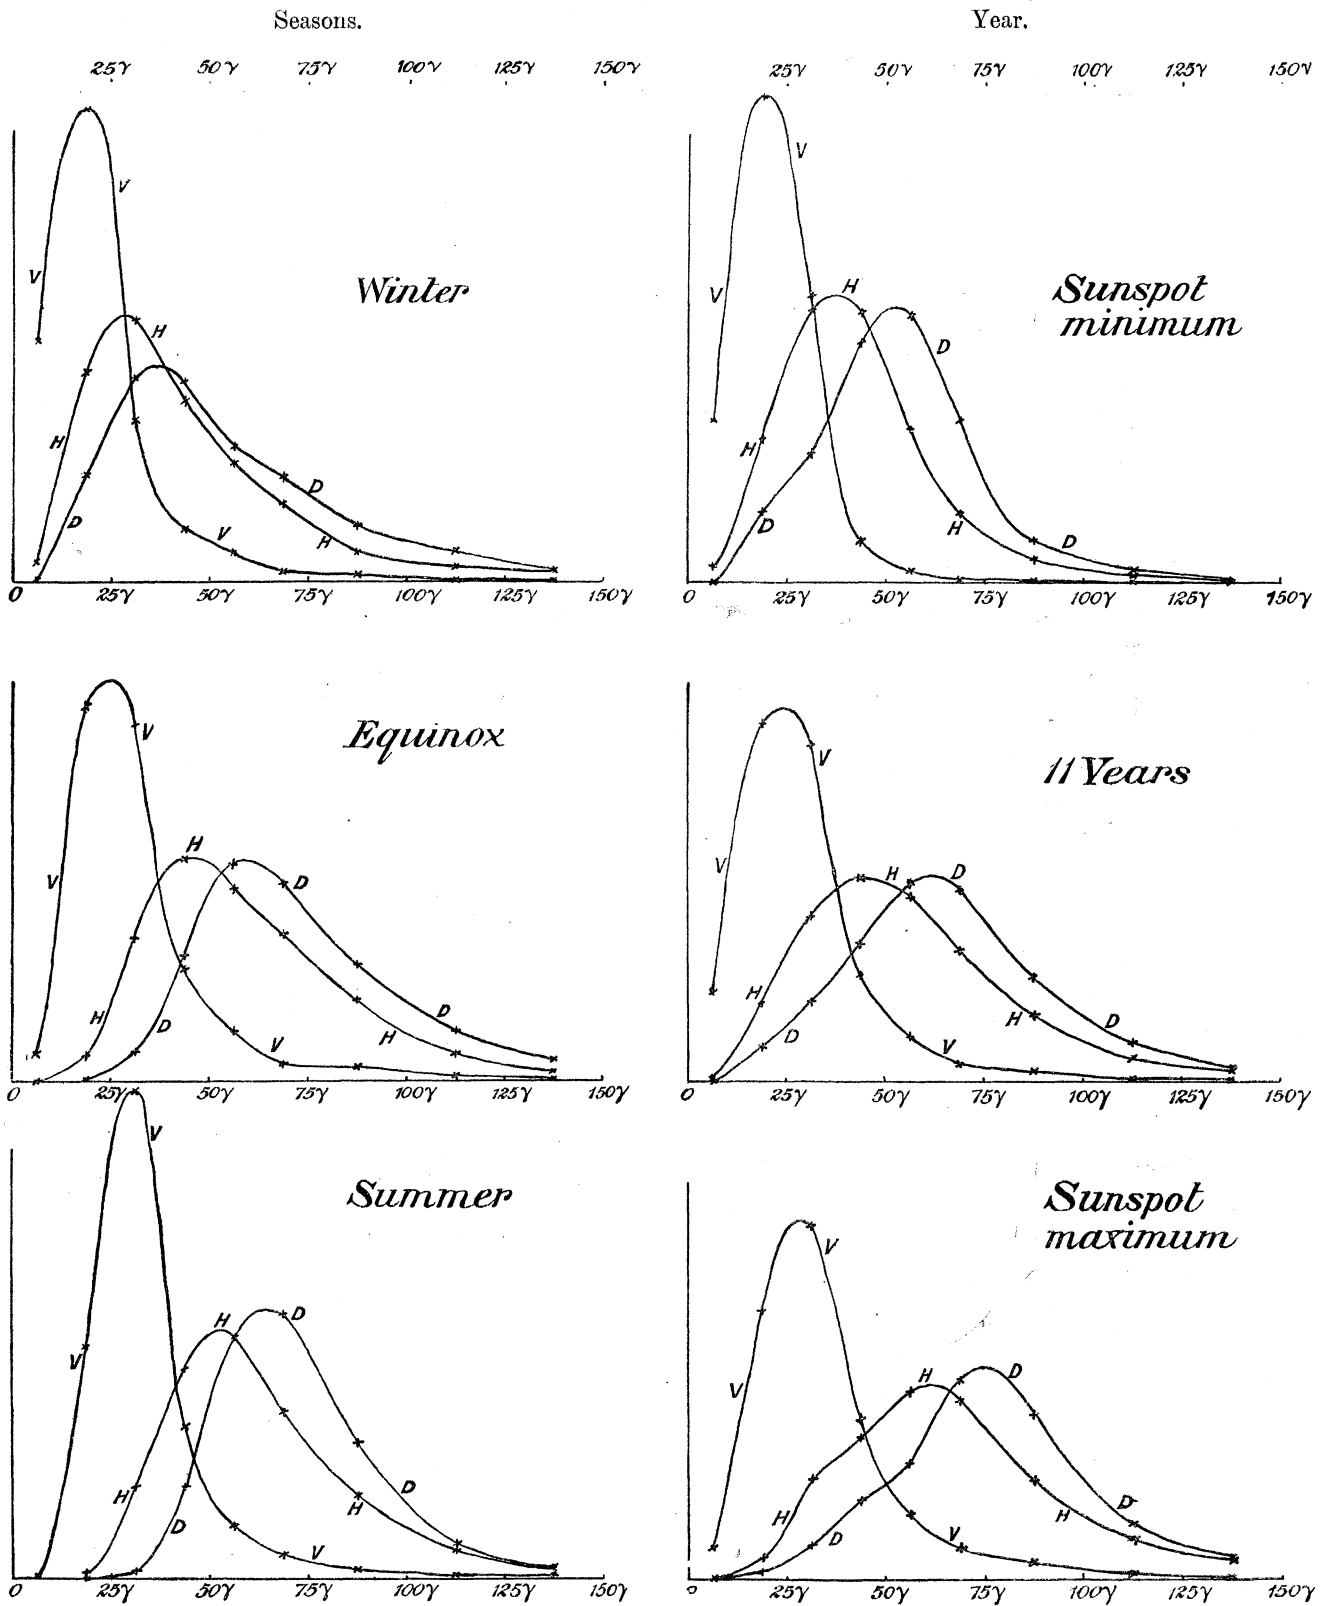 Seasons. Year.
25γ 50γ 75γ 100γ 125γ 150γ 25γ 50γ 75γ 100γ 125γ 150γ
V V
V V
Winter Sunspot
minimum
H H
D
H H
D D
V H D H D
0 25γ 50γ 75γ 100γ 125γ 150γ 0 25γ 50γ 75γ 100γ 125γ 150γ
V
Equinox
11 Years
V
H H D
V D V
H D V H D H D V H D
0 25γ 50γ 75γ 100γ 125γ 150γ 0 25γ 50γ 75γ 100γ 125γ 150γ
V
Summer Sunspot
maximum
V
H D
V H D
V
H D H D H D V H D
V
0 25γ 50γ 75γ 100γ 125γ 150γ 0 25γ 50γ 75γ 100γ 125γ 150γ